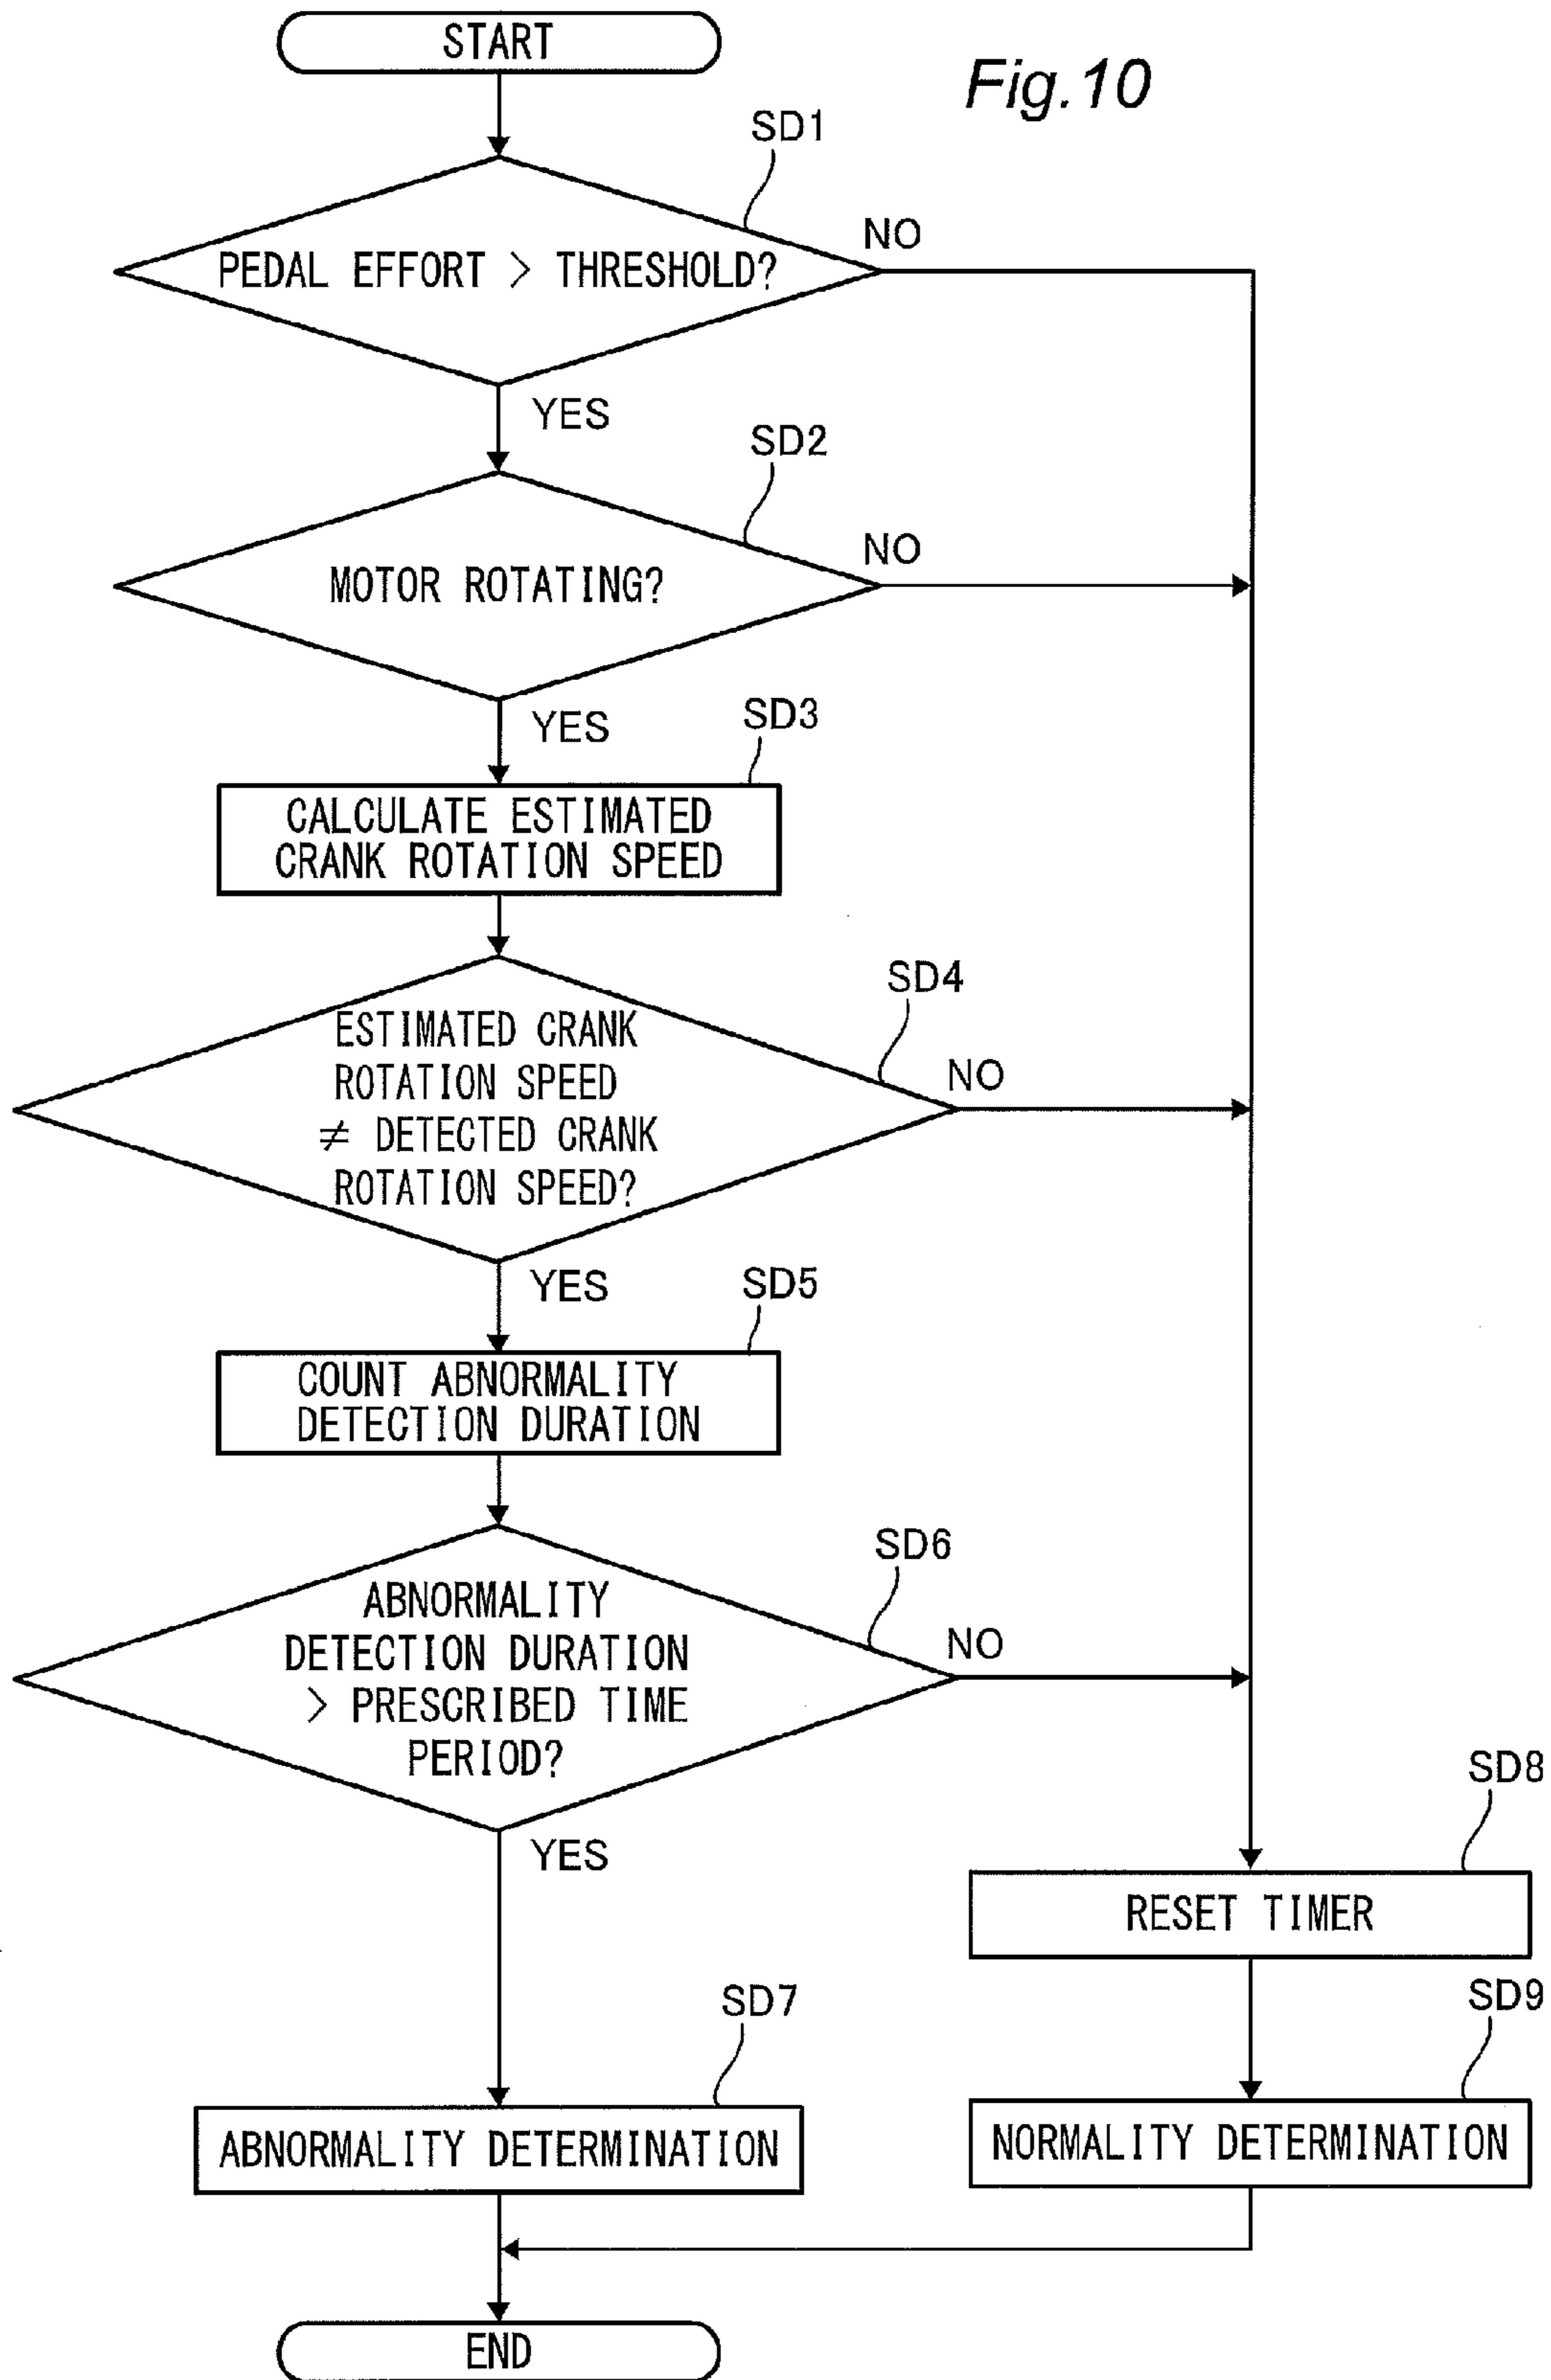 START
Fig.10
SD1
PEDAL EFFORT > THRESHOLD?
NO
YES
SD2
MOTOR ROTATING?
NO
YES
SD3
CALCULATE ESTIMATED
CRANK ROTATION SPEED
SD4
ESTIMATED CRANK
ROTATION SPEED
≠ DETECTED CRANK
ROTATION SPEED?
NO
YES
SD5
COUNT ABNORMALITY
DETECTION DURATION
SD6
ABNORMALITY
DETECTION DURATION
> PRESCRIBED TIME
PERIOD?
NO
YES
SD8
RESET TIMER
SD7
ABNORMALITY DETERMINATION
SD9
NORMALITY DETERMINATION
END